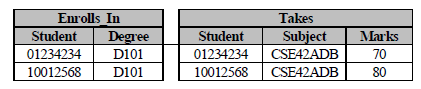 Enrolls_In Takes
Student Degree Student Subject Marks
01234234 D101 01234234 CSE42ADB 70
10012568 D101 10012568 CSE42ADB 80